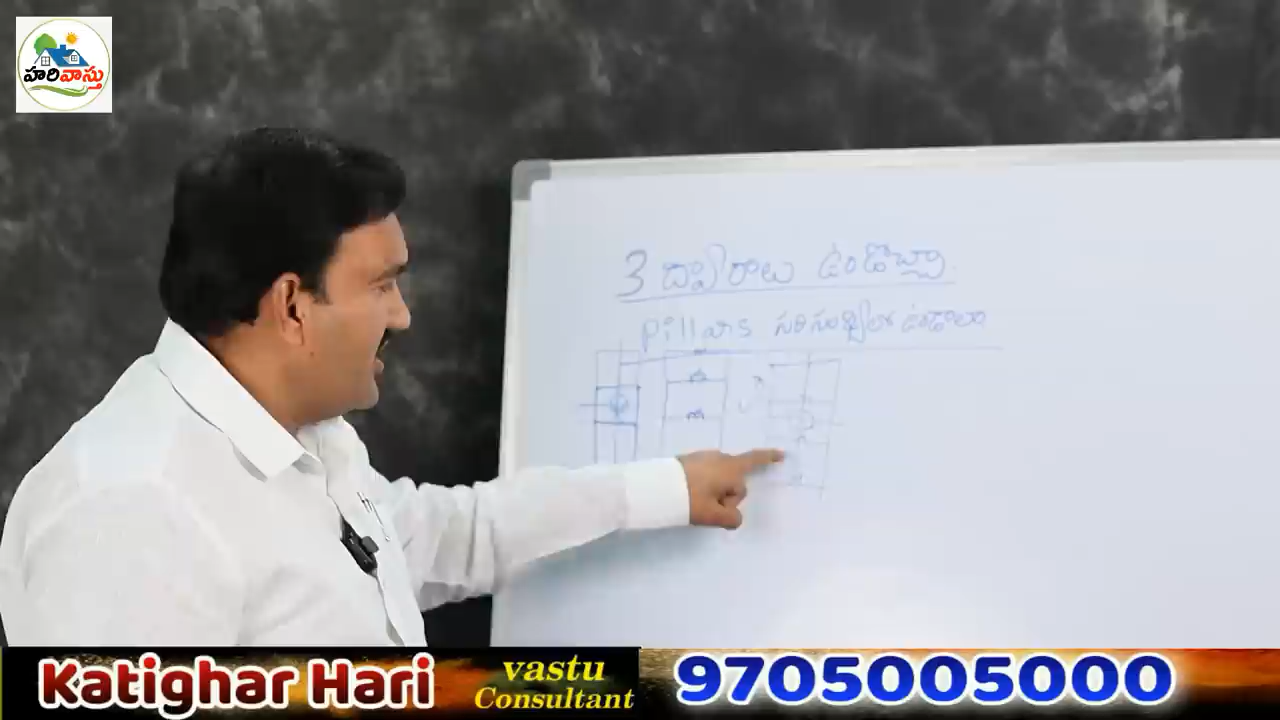 హరివాస్తు
3 ద్వారాలు ఉండొచ్చా.
pillars సరిసంఖ్యలో ఉండాలా
Katighar Hari
vastu
Consultant
9705005000